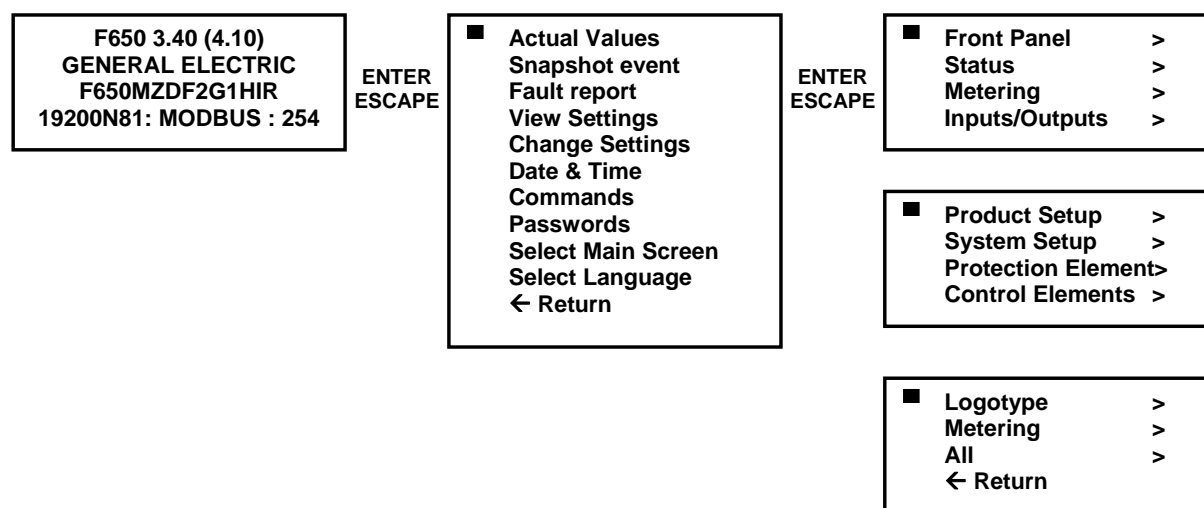 F650 3.40 (4.10)
GENERAL ELECTRIC
F650MZDF2G1HIR
19200N81: MODBUS : 254
ENTER
ESCAPE
Actual Values
Snapshot event
Fault report
View Settings
Change Settings
Date & Time
Commands
Passwords
Select Main Screen
Select Language
← Return
ENTER
ESCAPE
Front Panel >
Status >
Metering >
Inputs/Outputs >
Product Setup >
System Setup >
Protection Element>
Control Elements >
Logotype >
Metering >
All >
← Return